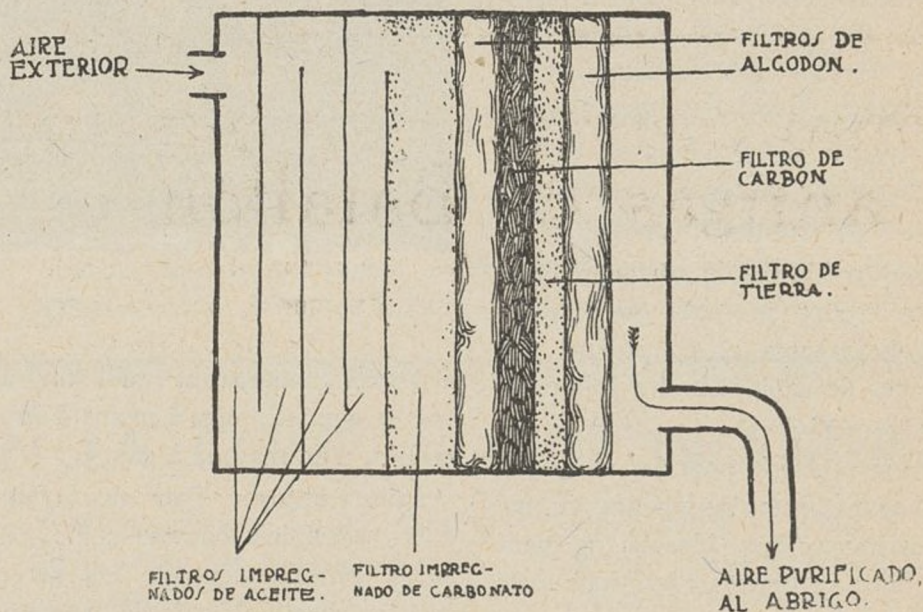 AIRE
EXTERIOR
FILTROS DE
ALGODON.
FILTRO DE
CARBON
FILTRO DE
TIERRA.
FILTROS IMPREG-
NADOS DE ACEITE.
FILTRO IMPREG-
NADO DE CARBONATO
AIRE PURIFICADO,
AL ABRIGO.